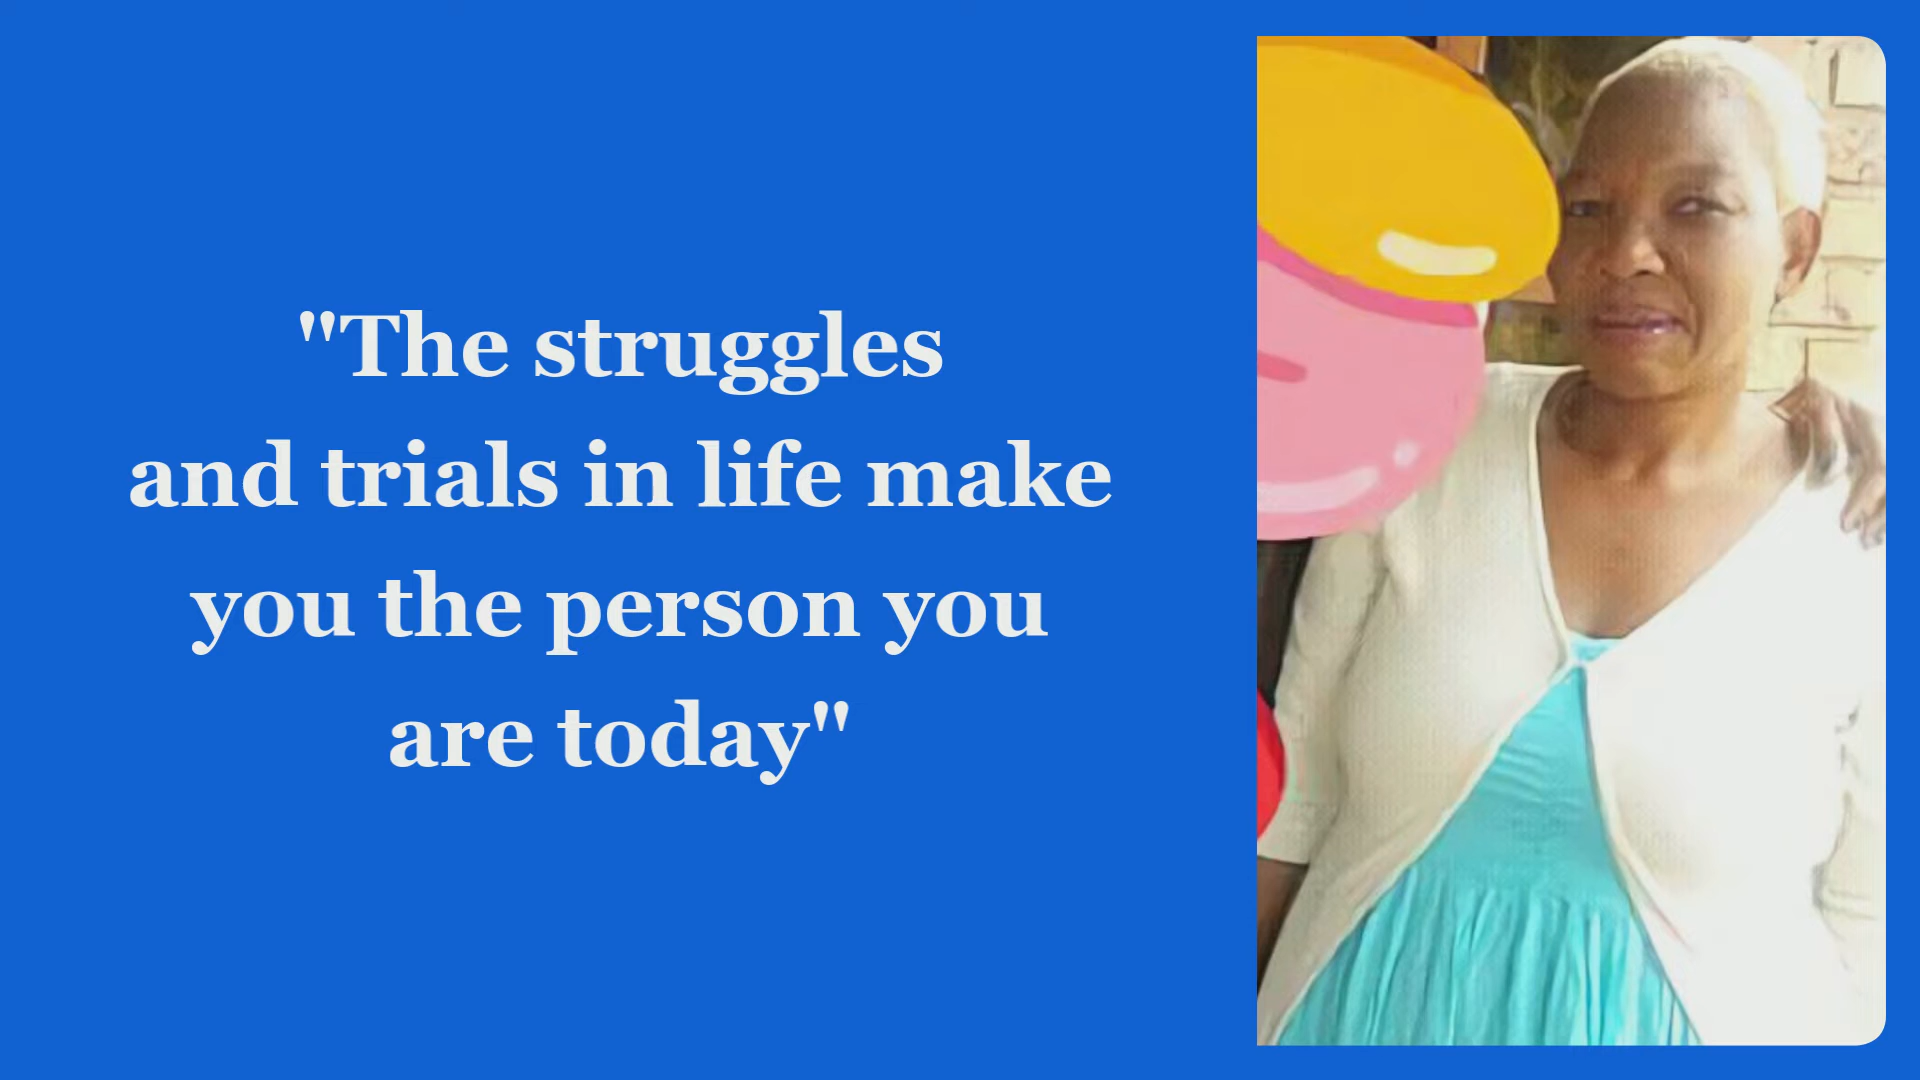 "The struggles
and trials in life make
you the person you
are today"